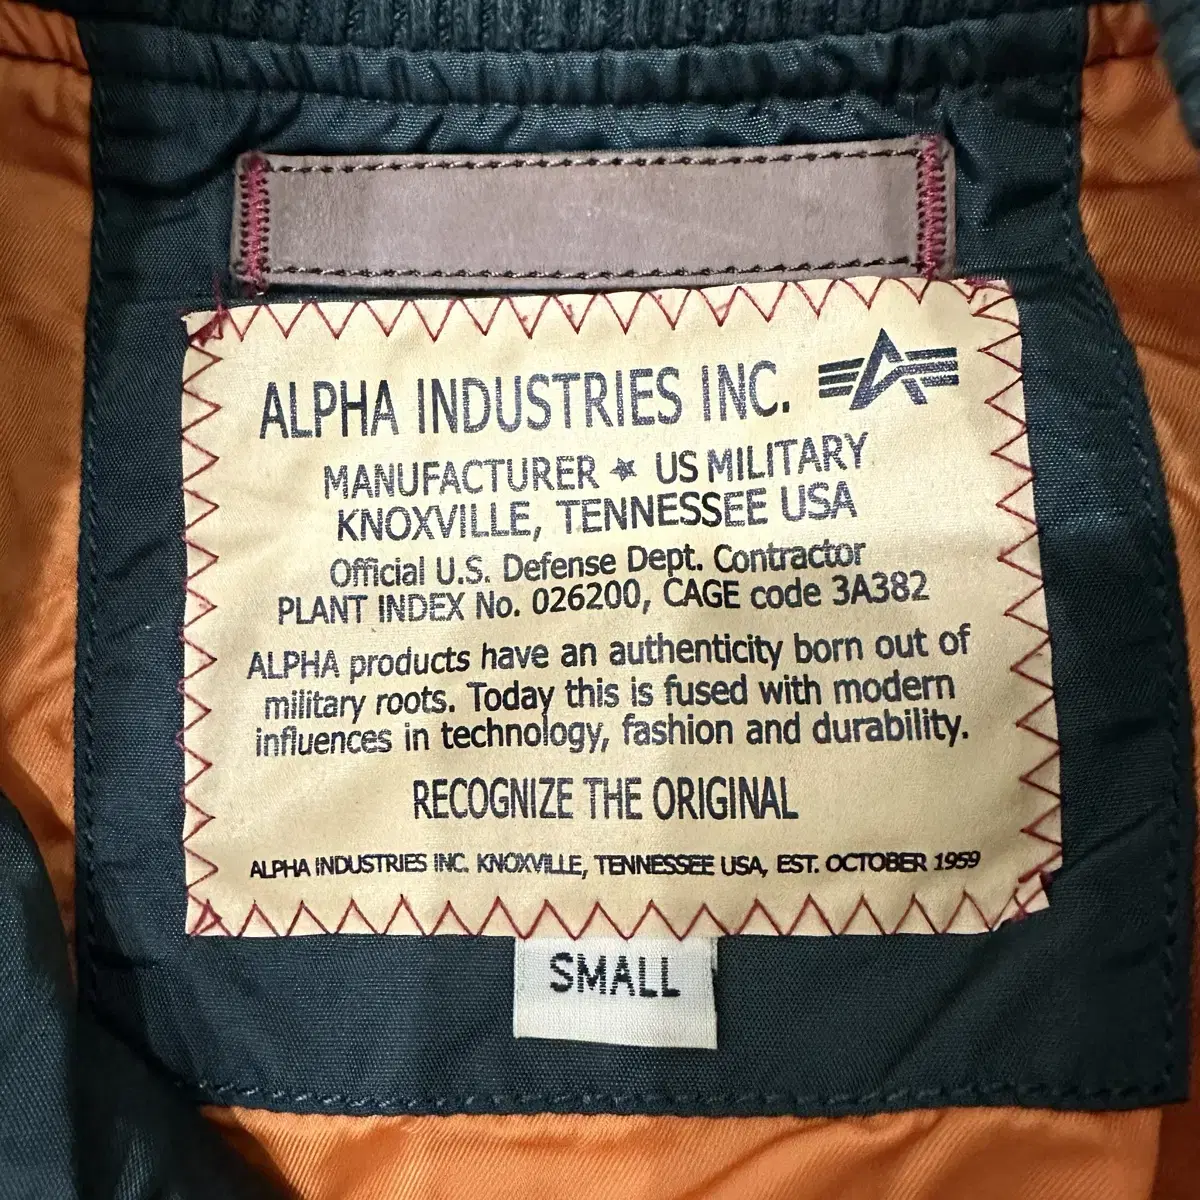 ALPHA INDUSTRIES INC.
MANUFACTURER ★ US MILITARY
KNOXVILLE, TENNESSEE USA
Official U.S. Defense Dept. Contractor
PLANT INDEX No. 026200, CAGE code 3A382
ALPHA products have an authenticity born out of
military roots. Today this is fused with modern
influences in technology, fashion and durability.
RECOGNIZE THE ORIGINAL
ALPHA INDUSTRIES INC. KNOXVILLE, TENNESSEE USA, EST. OCTOBER 1959
SMALL